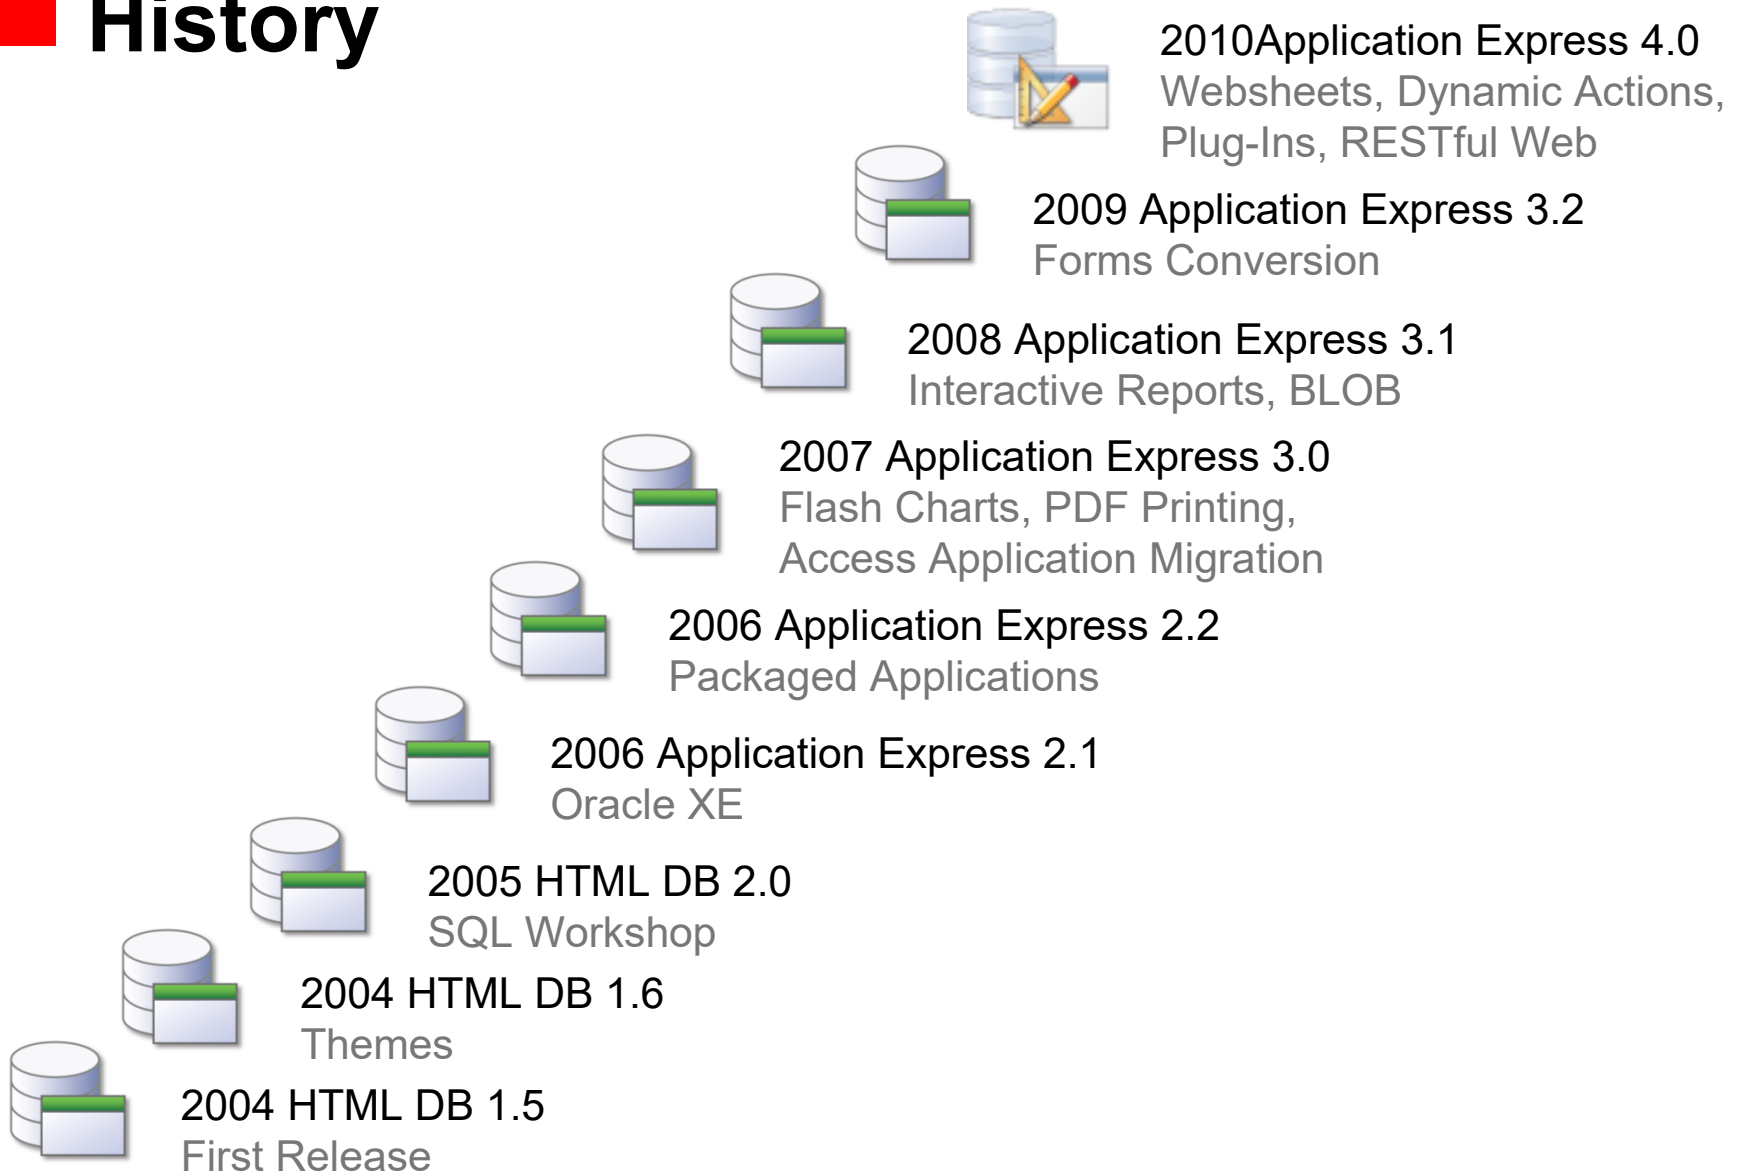 History
2010Application Express 4.0
Websheets, Dynamic Actions,
Plug-Ins, RESTful Web
2009 Application Express 3.2
Forms Conversion
2008 Application Express 3.1
Interactive Reports, BLOB
2007 Application Express 3.0
Flash Charts, PDF Printing,
Access Application Migration
2006 Application Express 2.2
Packaged Applications
2006 Application Express 2.1
Oracle XE
2005 HTML DB 2.0
SQL Workshop
2004 HTML DB 1.6
Themes
2004 HTML DB 1.5
First Release